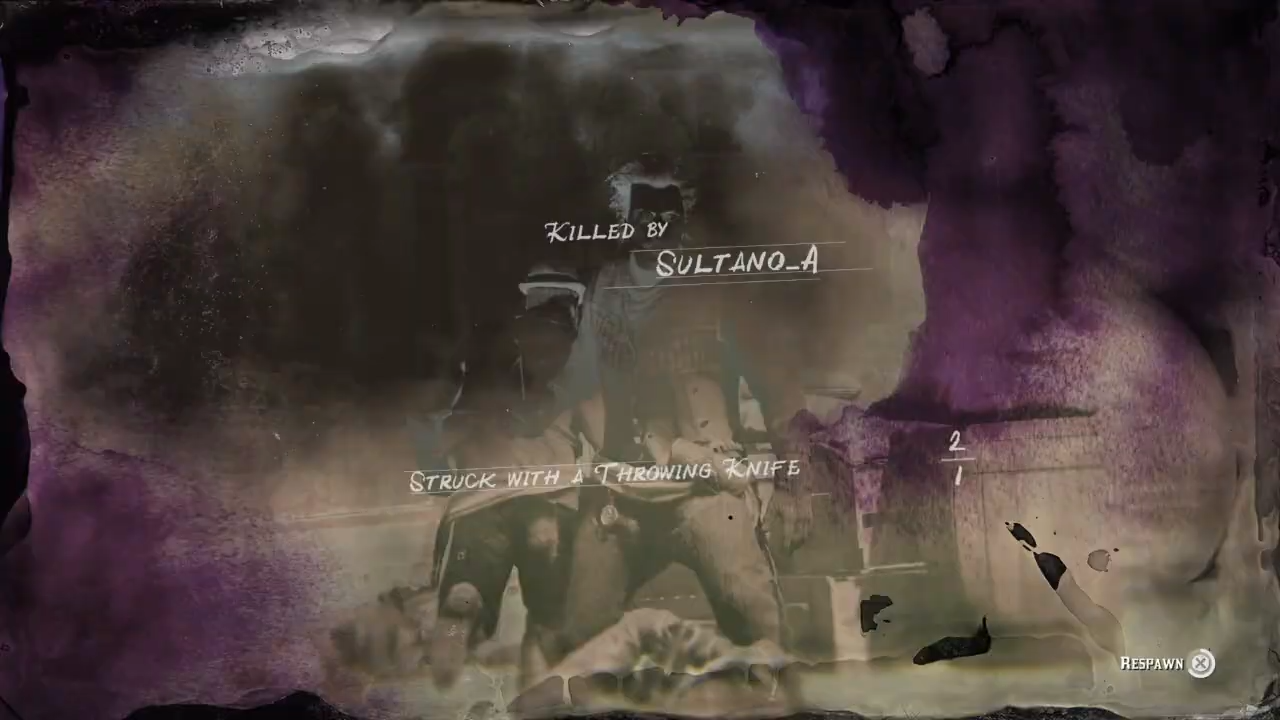 KILLED BY
SULTANO_A
STRUCK WITH A THROWING KNIFE
2
1
RESPAWN